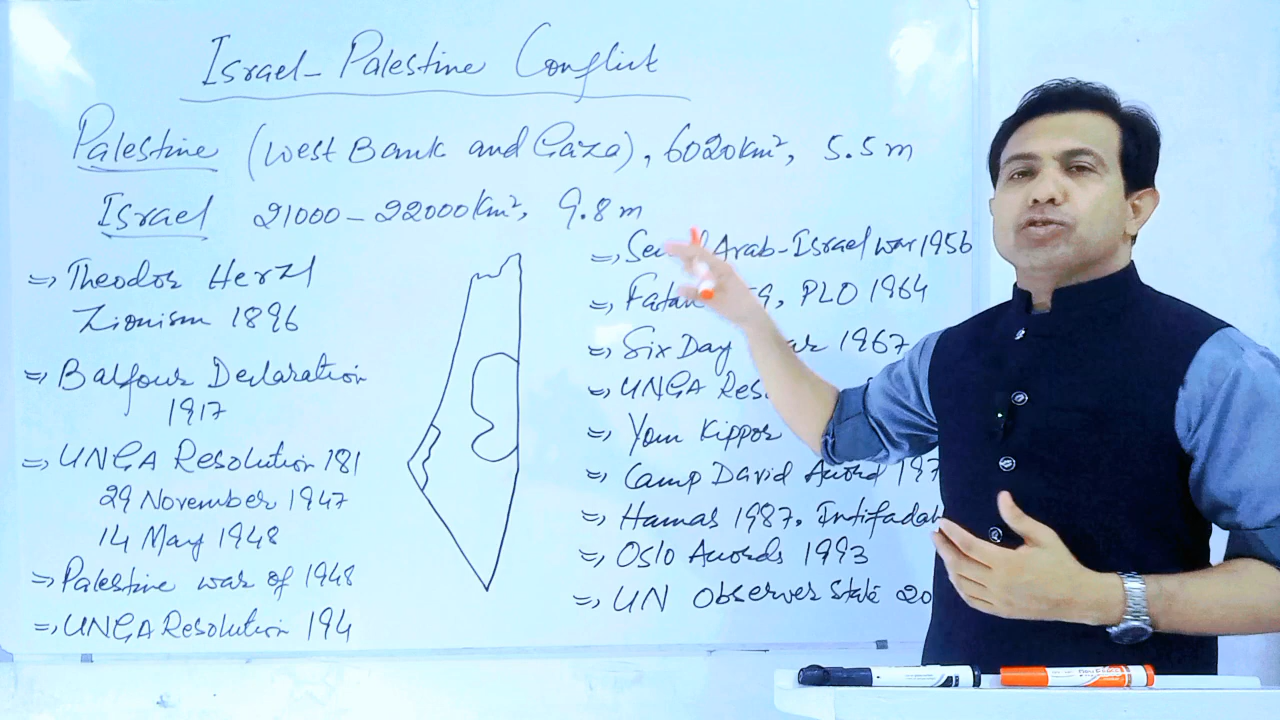 Israel-Palestine Conflict
Palestine (West Bank and Gaza), 6020km², 5.5 m
Israel 21000-22000km², 9.8 m
⇒ Theodor Herzl
Zionism 1896
⇒ Balfour Declaration
1917
⇒ UNGA Resolution 181
29 November 1947
14 May 1948
⇒ Palestine war of 1948
⇒ UNGA Resolution 194
⇒ Arab-Israel war 1956
⇒ PLO 1964
⇒ Six Day 1967
⇒ UNGA
⇒ Yom Kippor
⇒ Camp David Accord
⇒ Hamas 1987, Intifadah
⇒ Oslo Accords 1993
⇒ UN Observer State